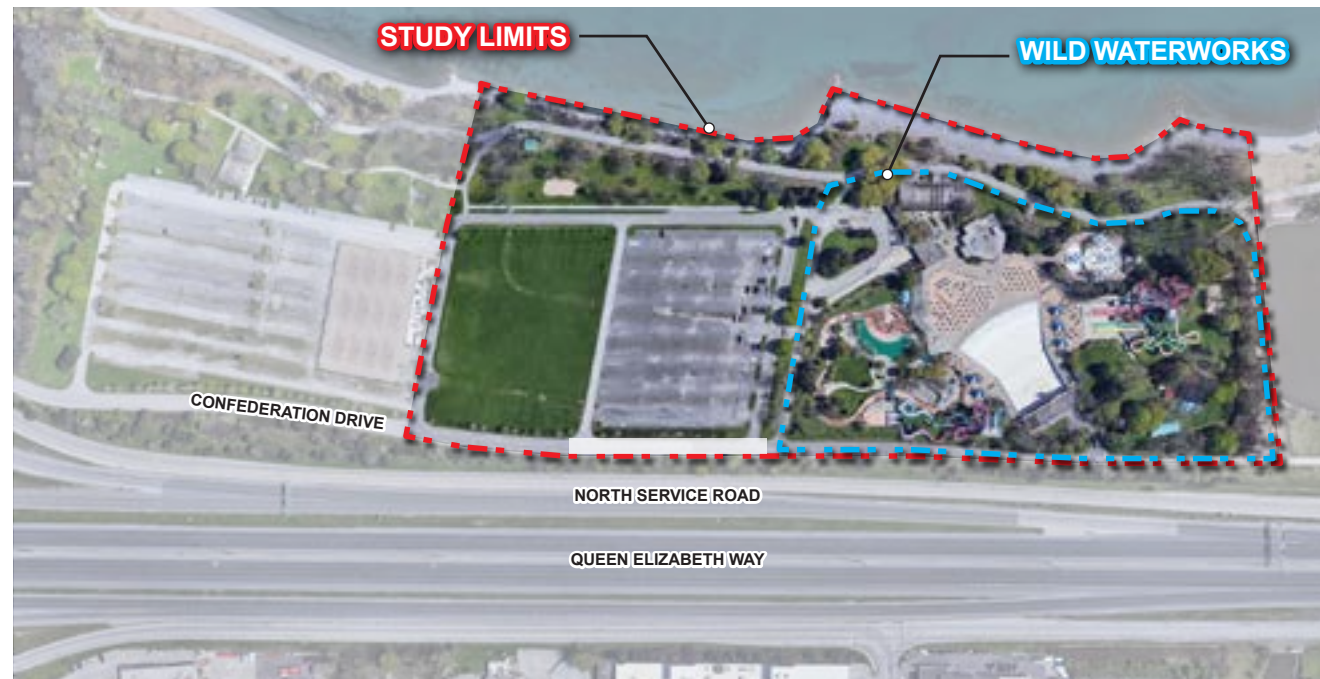 STUDY LIMITS
WILD WATERWORKS
CONFEDERATION DRIVE
NORTH SERVICE ROAD
QUEEN ELIZABETH WAY